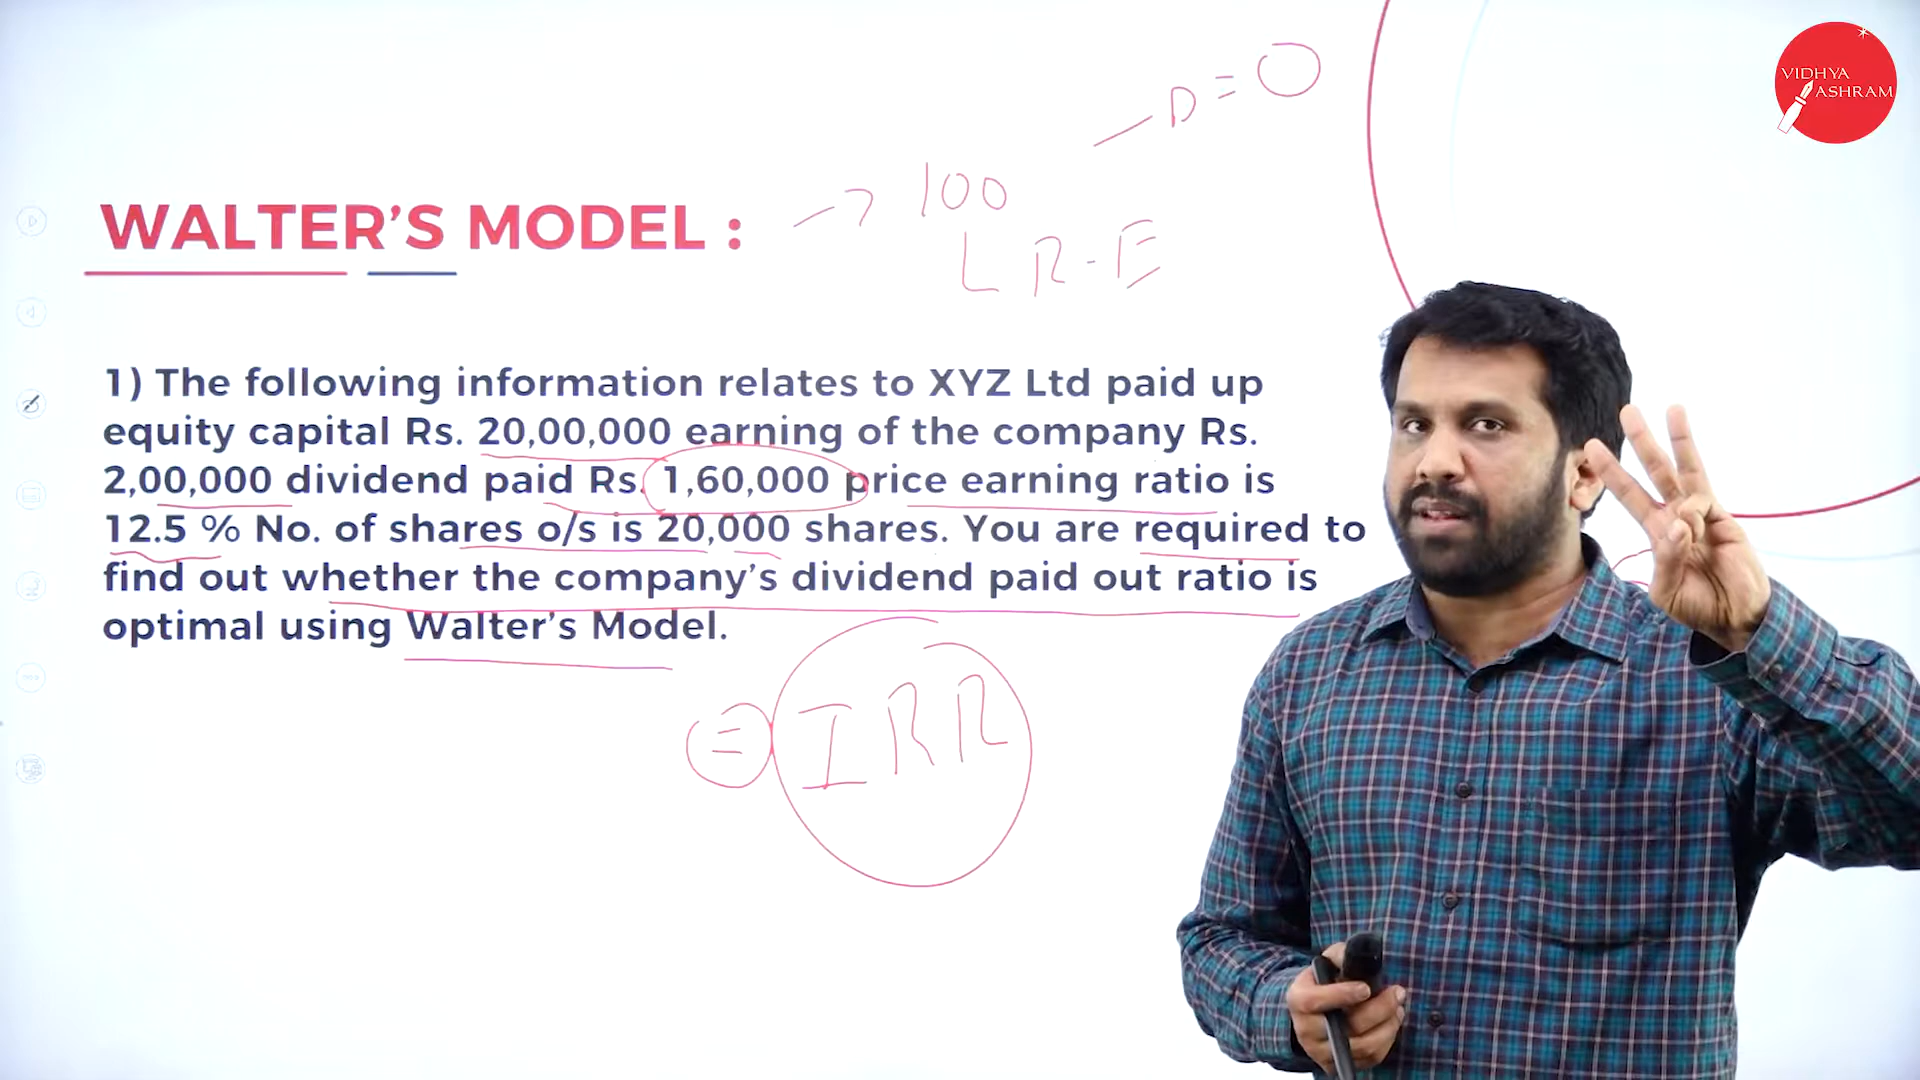 VIDHYA
ASHRAM
D = O
WALTER'S MODEL :
→ 100
L R-E
1) The following information relates to XYZ Ltd paid up
equity capital Rs. 20,00,000 earning of the company Rs.
2,00,000 dividend paid Rs. 1,60,000 price earning ratio is
12.5 % No. of shares o/s is 20,000 shares. You are required to
find out whether the company's dividend paid out ratio is
optimal using Walter's Model.
= IRR